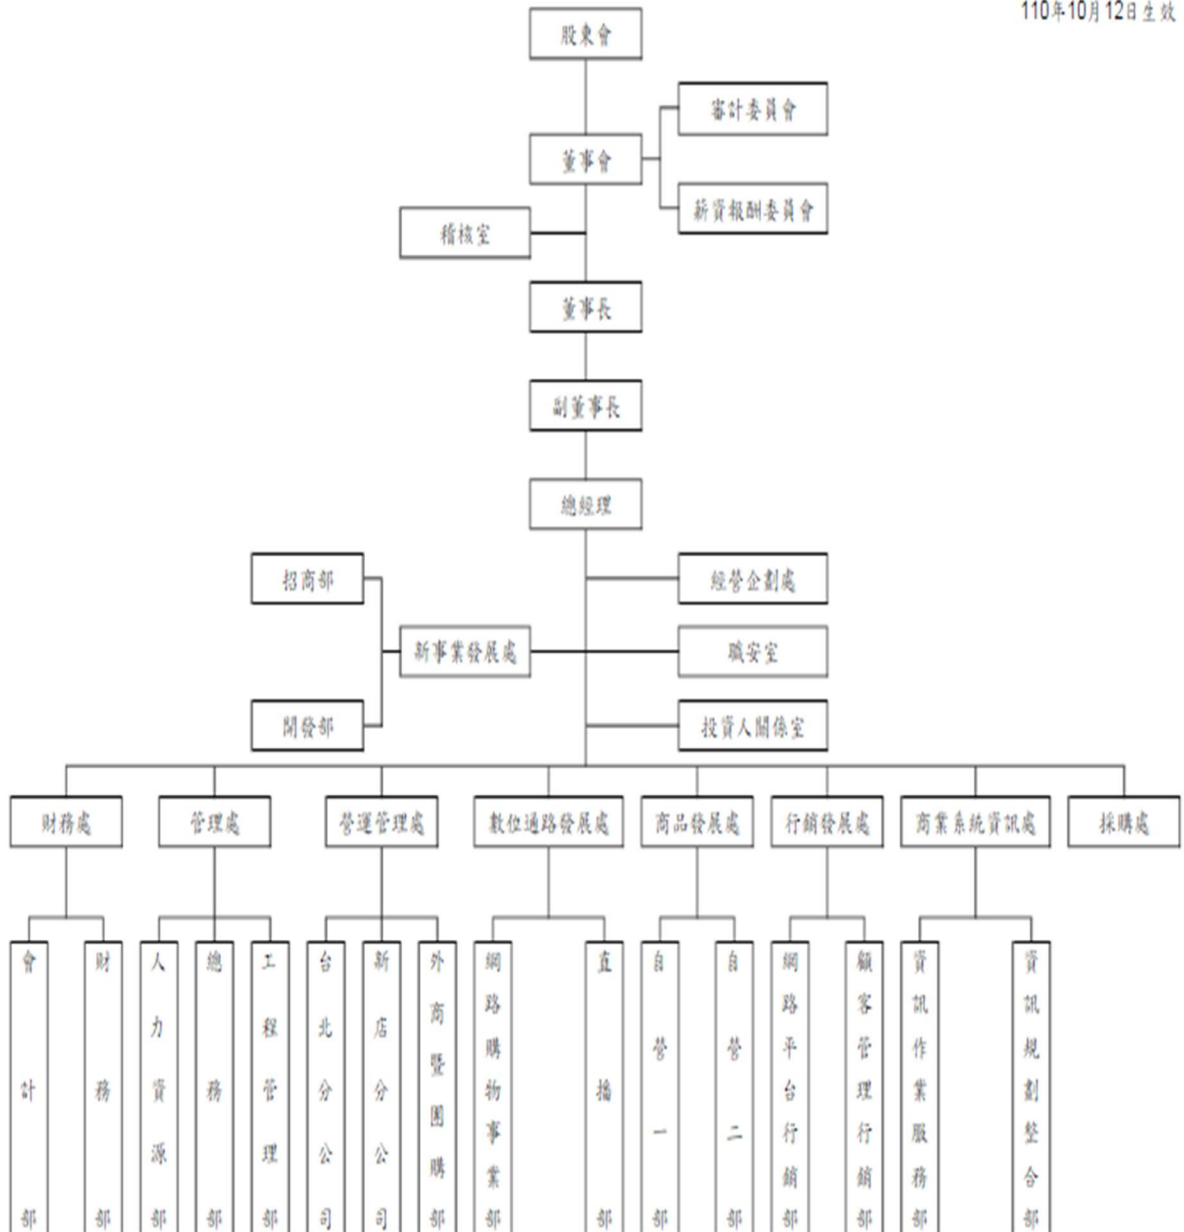 110年10月12日生效
股東會
審計委員會
董事會
薪資報酬委員會
稽核室
董事長
副董事長
總經理
招商部
經營企劃處
新事業發展處
職安室
開發部
投資人關係室
財務處
管理處
營運管理處
數位通路發展處
商品發展處
行銷發展處
商業系統資訊處
採購處
會計部
財務部
人力資源部
總務部
工程管理部
台北分公司
新店分公司
外商暨團購部
網路購物事業部
直播部
自營一部
自營二部
網路平台行銷部
顧客管理行銷部
資訊作業服務部
資訊規劃整合部